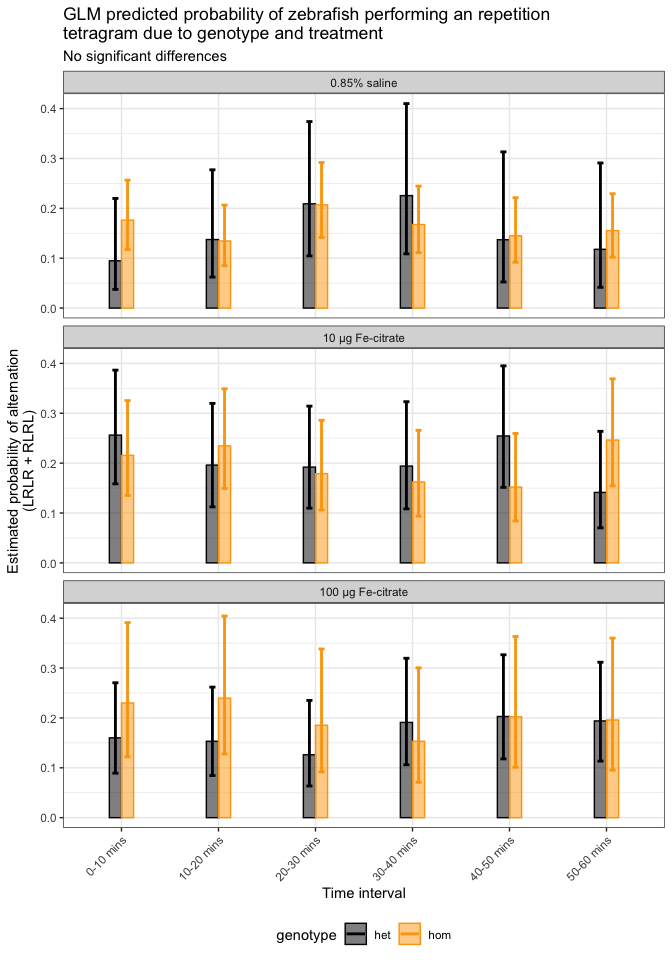 GLM predicted probability of zebrafish performing an repetition
tetragram due to genotype and treatment
No significant differences
0.85% saline
0.4
0.3
0.2
0.1
0.0
10 µg Fe-citrate
0.4
0.3
0.2
0.1
0.0
100 µg Fe-citrate
0.4
0.3
0.2
0.1
0.0
Estimated probability of alternation
(LRLR + RLRL)
0-10 mins
10-20 mins
20-30 mins
30-40 mins
40-50 mins
50-60 mins
Time interval
genotype het hom